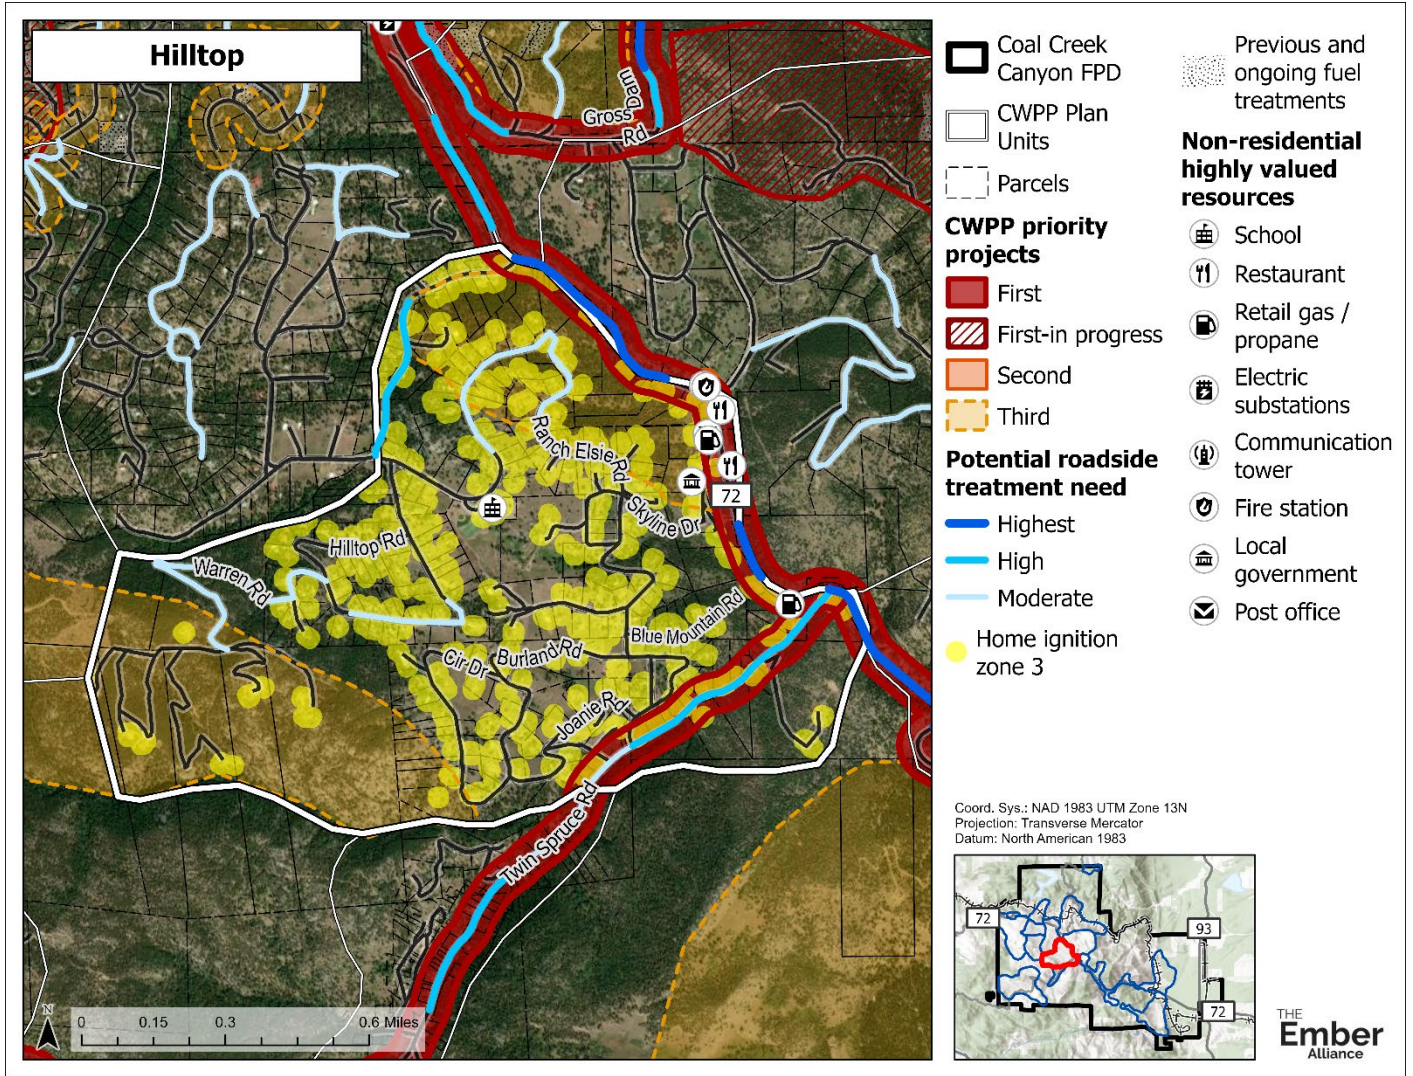 Hilltop
Gross Dam
Rd
Ranch Elsie Rd
Skyline Dr
72
Hilltop Rd
Warren Rd
Blue Mountain Rd
Burland Rd
Cir Dr
Joanie Rd
Twin Spruce Rd
N
0 0.15 0.3 0.6 Miles
Coal Creek
Canyon FPD
CWPP Plan
Units
Parcels
CWPP priority
projects
First
First-in progress
Second
Third
Potential roadside
treatment need
Highest
High
Moderate
Home ignition
zone 3
Previous and
ongoing fuel
treatments
Non-residential
highly valued
resources
School
Restaurant
Retail gas /
propane
Electric
substations
Communication
tower
Fire station
Local
government
Post office
Coord. Sys.: NAD 1983 UTM Zone 13N
Projection: Transverse Mercator
Datum: North American 1983
72
93
72
THE
Ember
Alliance